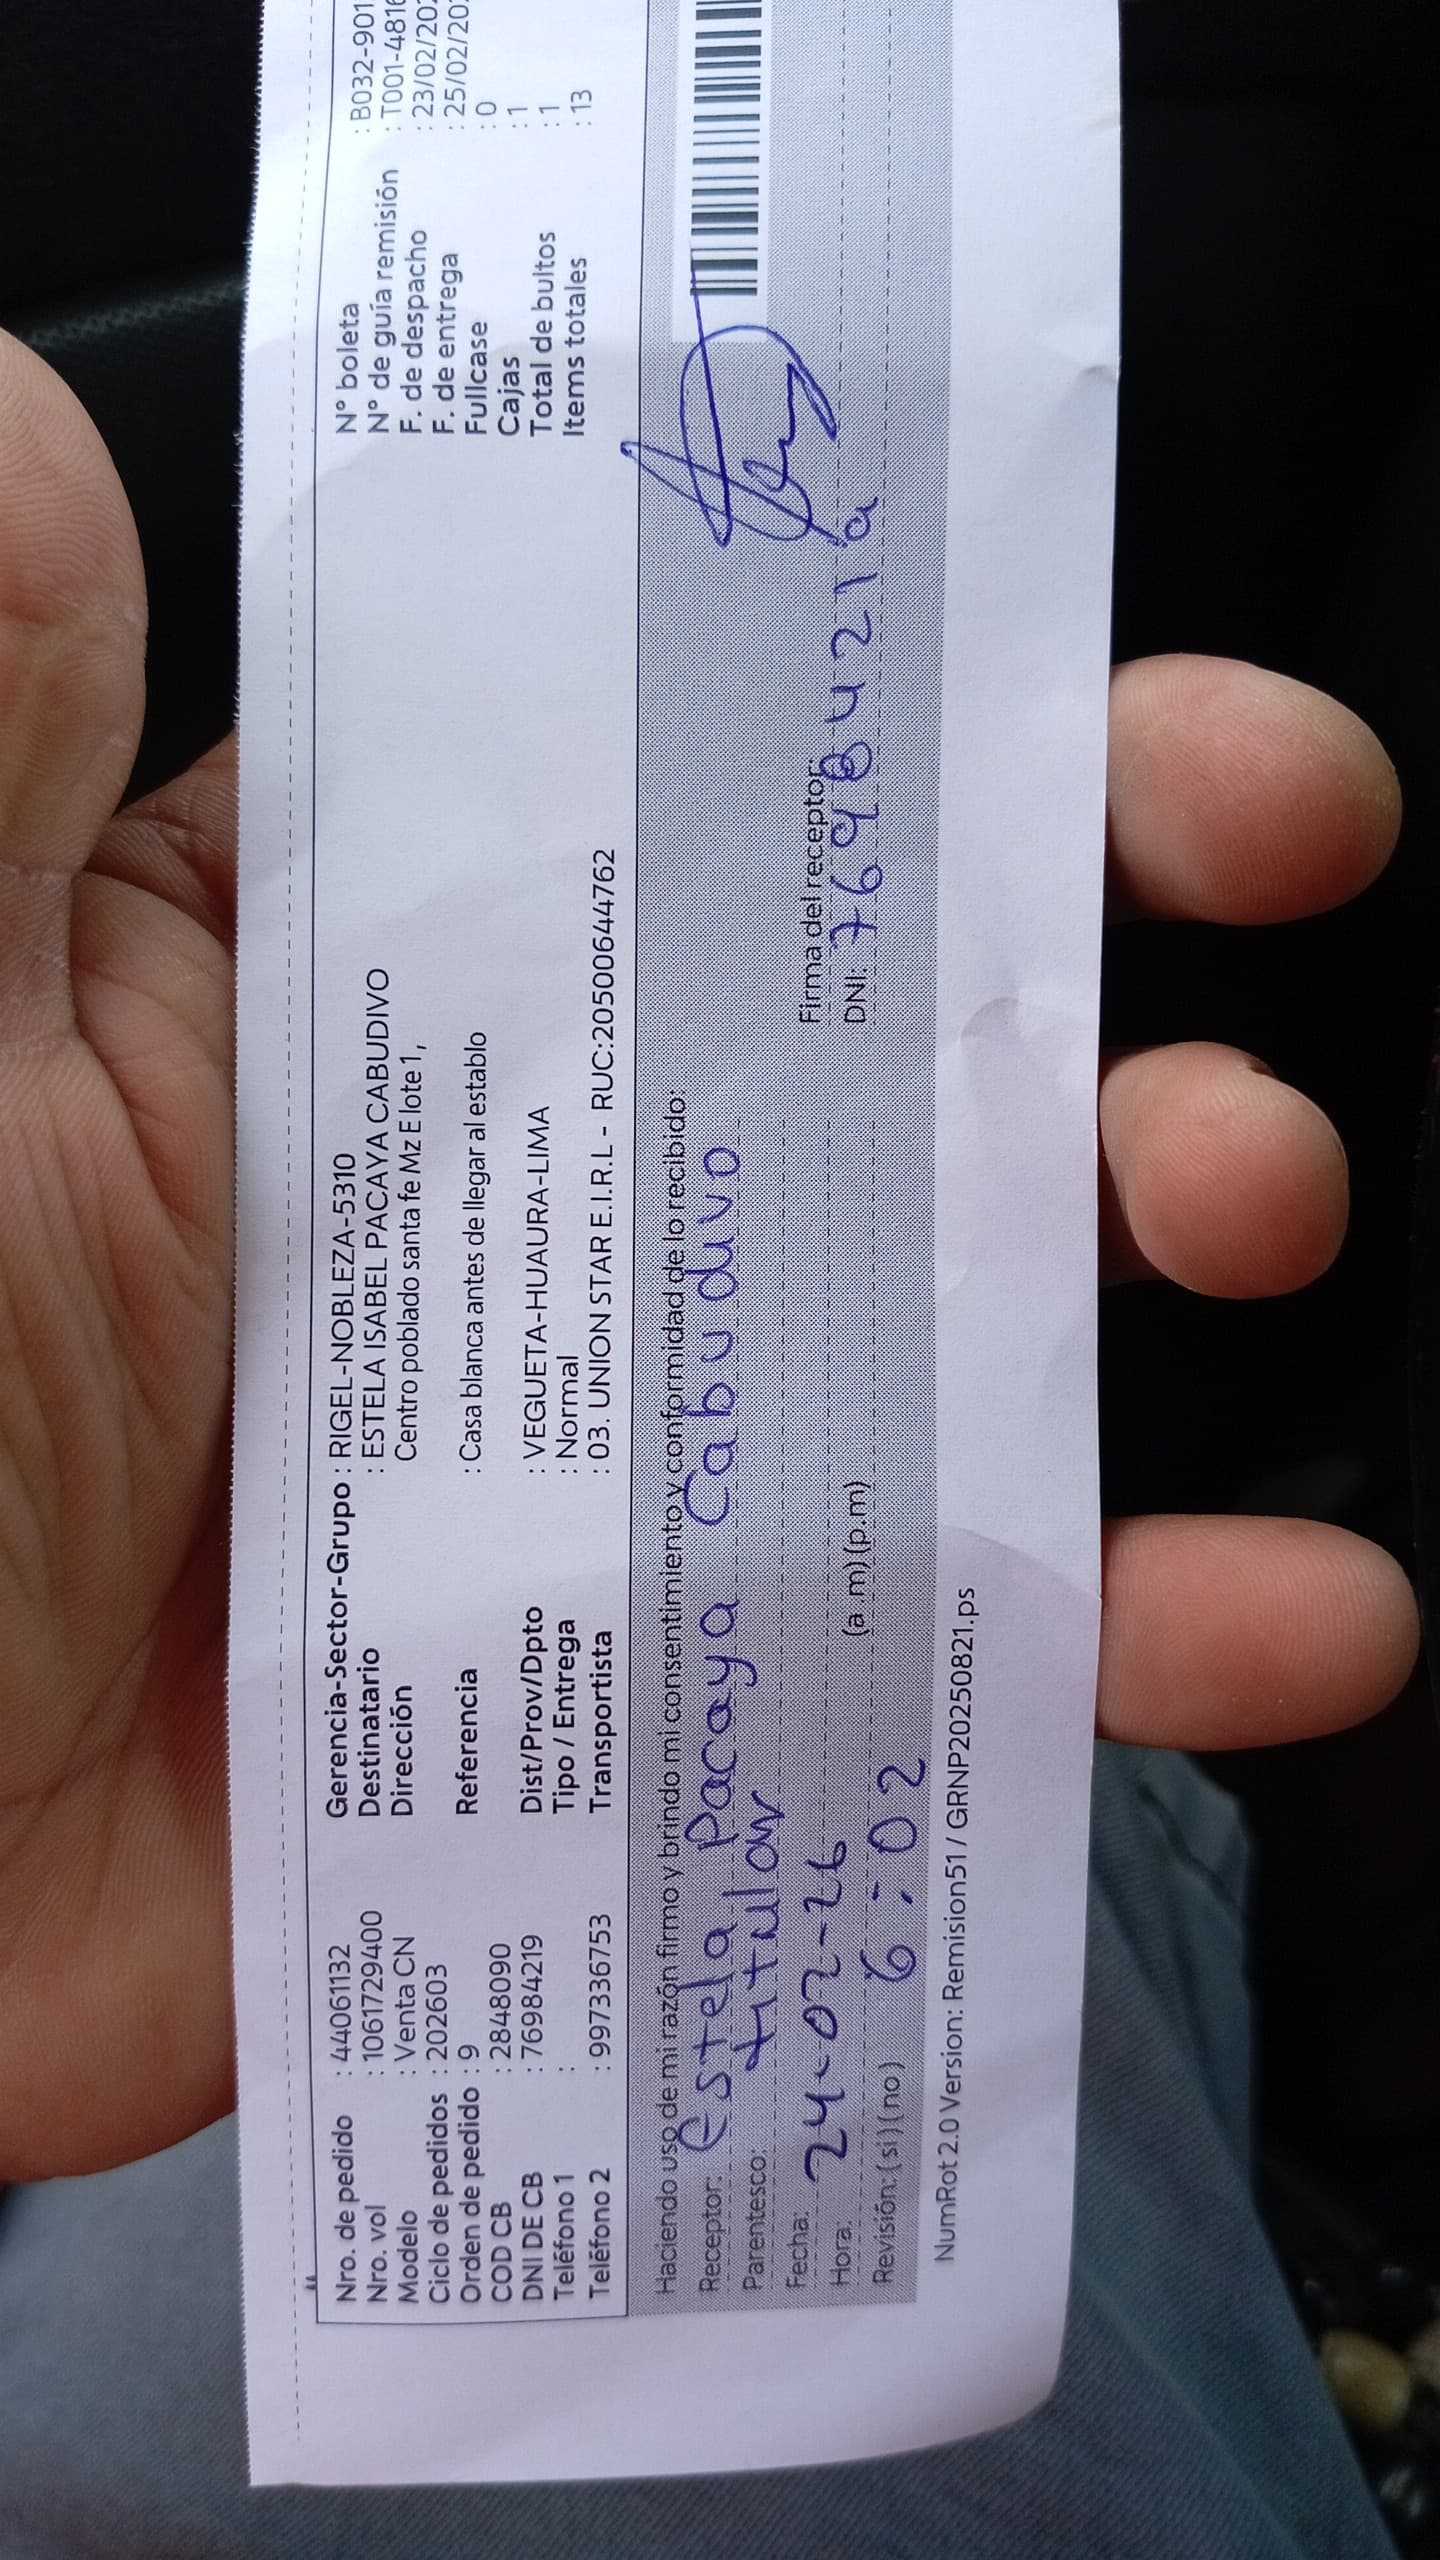 Nro. de pedido : 44061132
Nro. vol : 1061729400
Modelo : Venta CN
Ciclo de pedidos : 202603
Orden de pedido : 9
COD CB : 2848090
DNI DE CB : 76984219
Teléfono 1 :
Teléfono 2 : 997336753
Gerencia-Sector-Grupo : RIGEL-NOBLEZA-5310
Destinatario : ESTELA ISABEL PACAYA CABUDIVO
Dirección Centro poblado santa fe Mz E lote 1,
Referencia : Casa blanca antes de llegar al establo
Dist/Prov/Dpto : VEGUETA-HUAURA-LIMA
Tipo / Entrega : Normal
Transportista : 03. UNION STAR E.I.R.L - RUC:20500644762
N° boleta : B032-901
N° de guía remisión : T001-4816
F. de despacho : 23/02/202
F. de entrega : 25/02/202
Fullcase : 0
Cajas : 1
Total de bultos : 1
Items totales : 13
Haciendo uso de mi razón firmo y brindo mi consentimiento y conformidad de lo recibido:
Receptor: Estela Pacaya Cabudivo
Parentesco: titular
Fecha: 24-02-26 Firma del receptor:
Hora: 6:02 (a.m)(p.m) DNI: 76984219
Revisión: (si)(no)
NumRot 2.0 Version: Remision51 / GRNP20250821.ps